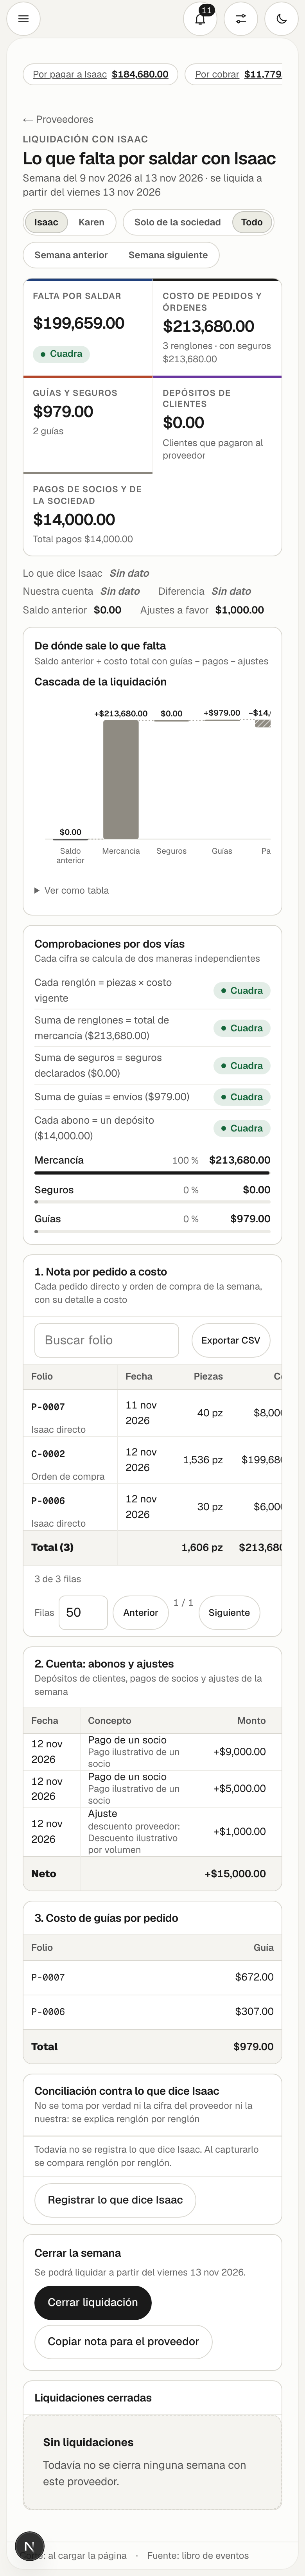 11
Por pagar a Isaac $184,680.00
Por cobrar $11,779.
← Proveedores
LIQUIDACIÓN CON ISAAC
Lo que falta por saldar con Isaac
Semana del 9 nov 2026 al 13 nov 2026 · se liquida a
partir del viernes 13 nov 2026
Isaac Karen Solo de la sociedad Todo
Semana anterior Semana siguiente
FALTA POR SALDAR
$199,659.00
Cuadra
COSTO DE PEDIDOS Y
ÓRDENES
$213,680.00
3 renglones · con seguros
$213,680.00
GUÍAS Y SEGUROS
$979.00
2 guías
DEPÓSITOS DE
CLIENTES
$0.00
Clientes que pagaron al
proveedor
PAGOS DE SOCIOS Y DE
LA SOCIEDAD
$14,000.00
Total pagos $14,000.00
Lo que dice Isaac Sin dato
Nuestra cuenta Sin dato Diferencia Sin dato
Saldo anterior $0.00 Ajustes a favor $1,000.00
De dónde sale lo que falta
Saldo anterior + costo total con guías − pagos − ajustes
Cascada de la liquidación
+$213,680.00 $0.00 +$979.00 −$14,
$0.00
Saldo
anterior
Mercancía Seguros Guías Pa
▶ Ver como tabla
Comprobaciones por dos vías
Cada cifra se calcula de dos maneras independientes
Cada renglón = piezas × costo
vigente
Cuadra
Suma de renglones = total de
mercancía ($213,680.00)
Cuadra
Suma de seguros = seguros
declarados ($0.00)
Cuadra
Suma de guías = envíos ($979.00)
Cuadra
Cada abono = un depósito
($14,000.00)
Cuadra
Mercancía 100 % $213,680.00
Seguros 0 % $0.00
Guías 0 % $979.00
1. Nota por pedido a costo
Cada pedido directo y orden de compra de la semana,
con su detalle a costo
Buscar folio
Exportar CSV
Folio Fecha Piezas Co
P-0007
Isaac directo
11 nov
2026
40 pz $8,000
C-0002
Orden de compra
12 nov
2026
1,536 pz $199,680
P-0006
Isaac directo
12 nov
2026
30 pz $6,000
Total (3) 1,606 pz $213,680
3 de 3 filas
Filas 50 Anterior 1 / 1 Siguiente
2. Cuenta: abonos y ajustes
Depósitos de clientes, pagos de socios y ajustes de la
semana
Fecha Concepto Monto
12 nov
2026
Pago de un socio
Pago ilustrativo de un
socio
+$9,000.00
12 nov
2026
Pago de un socio
Pago ilustrativo de un
socio
+$5,000.00
12 nov
2026
Ajuste
descuento proveedor:
Descuento ilustrativo
por volumen
+$1,000.00
Neto +$15,000.00
3. Costo de guías por pedido
Folio Guía
P-0007 $672.00
P-0006 $307.00
Total $979.00
Conciliación contra lo que dice Isaac
No se toma por verdad ni la cifra del proveedor ni la
nuestra: se explica renglón por renglón
Todavía no se registra lo que dice Isaac. Al capturarlo
se compara renglón por renglón.
Registrar lo que dice Isaac
Cerrar la semana
Se podrá liquidar a partir del viernes 13 nov 2026.
Cerrar liquidación
Copiar nota para el proveedor
Liquidaciones cerradas
Sin liquidaciones
Todavía no se cierra ninguna semana con
este proveedor.
N
al cargar la página · Fuente: libro de eventos